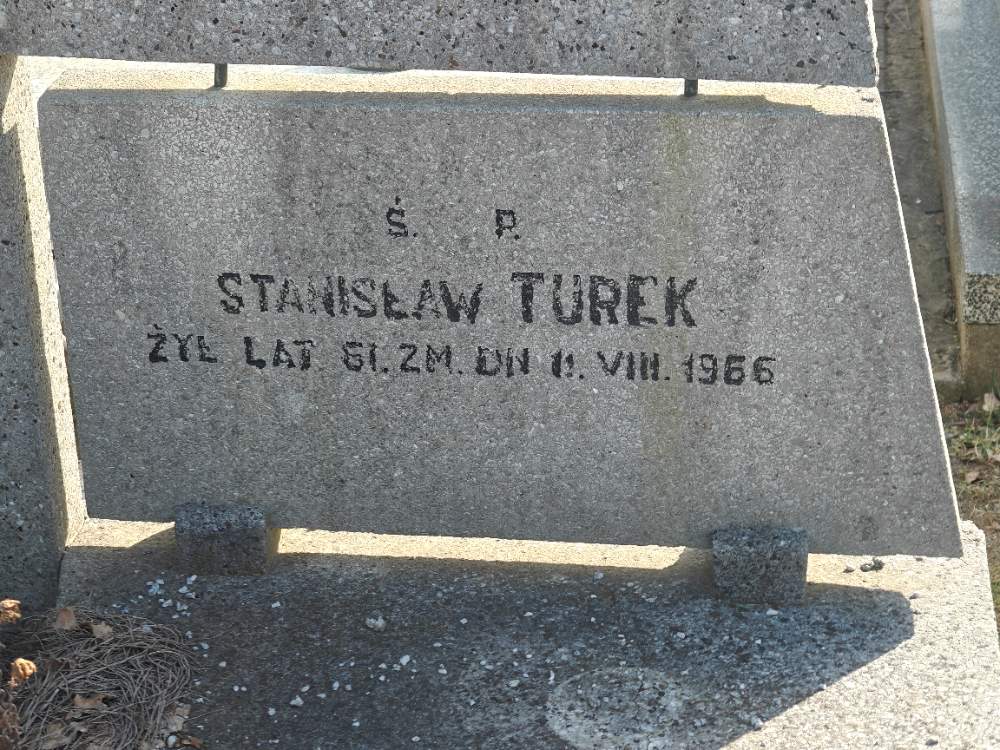 Ś. P.
STANISŁAW TUREK
ŻYŁ LAT 61. ZM. DN 11. VIII. 1966